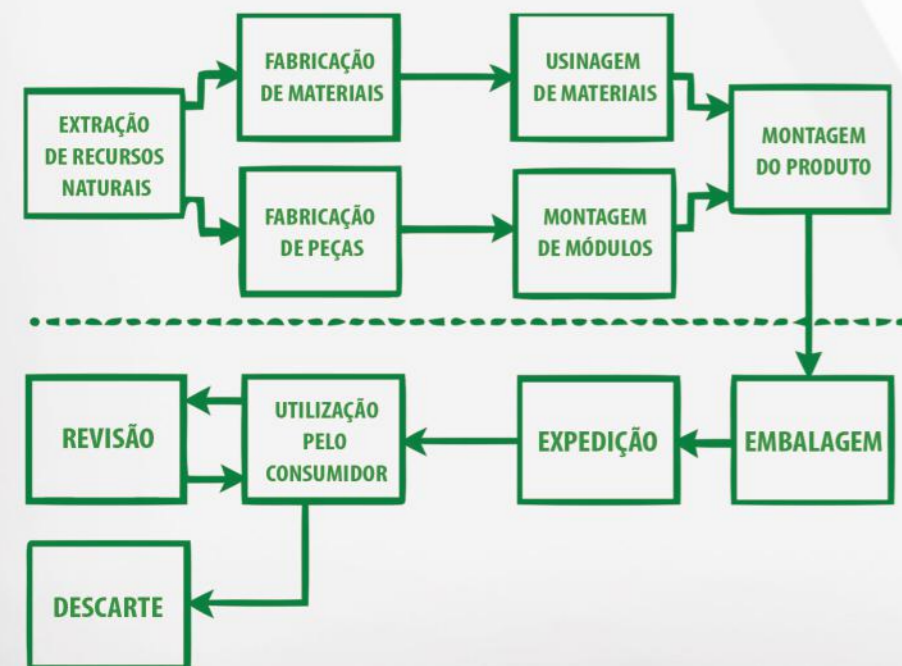 EXTRAÇÃO
DE RECURSOS
NATURAIS
FABRICAÇÃO
DE MATERIAIS
USINAGEM
DE MATERIAIS
FABRICAÇÃO
DE PEÇAS
MONTAGEM
DE MÓDULOS
MONTAGEM
DO PRODUTO
EMBALAGEM
EXPEDIÇÃO
UTILIZAÇÃO
PELO
CONSUMIDOR
REVISÃO
DESCARTE